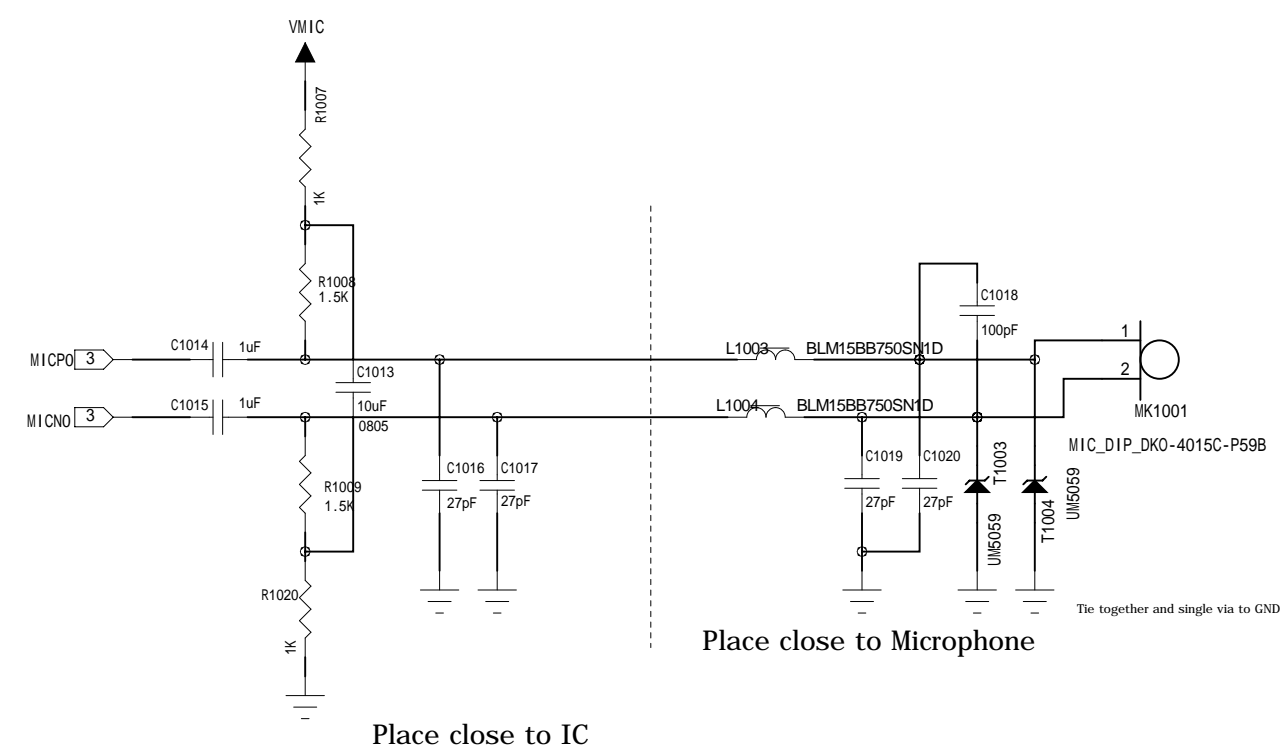 VMIC
R1007
1K
R1008
1.5K
C1018
100pF
MICP0 3
C1014 1uF
L1003 BLM15BB750SN1D
1
C1013
10uF
0805
2
MICN0 3
C1015 1uF
L1004 BLM15BB750SN1D
MK1001
MIC_DIP_DKO-4015C-P59B
R1009
1.5K
C1016
27pF
C1017
27pF
C1019
27pF
C1020
27pF
T1003
UM5059
T1004
UM5059
R1020
1K
Tie together and single via to GND
Place close to Microphone
Place close to IC